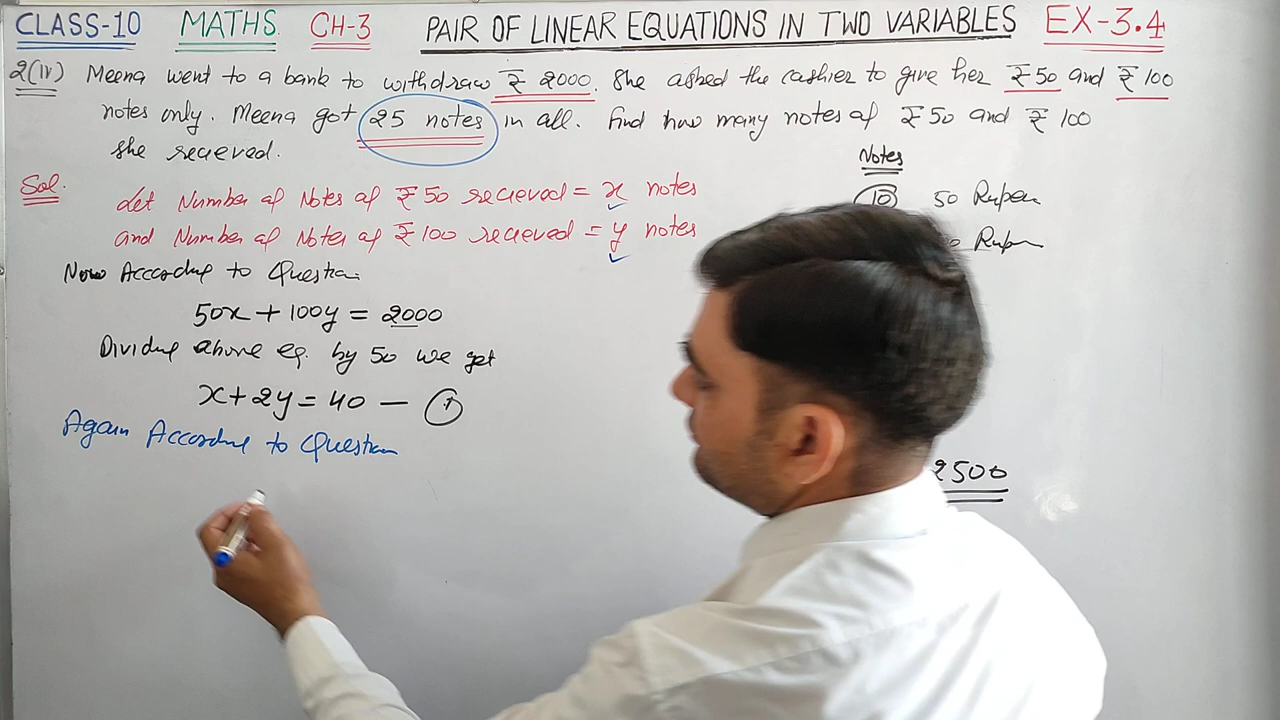 CLASS-10 MATHS CH-3 PAIR OF LINEAR EQUATIONS IN TWO VARIABLES EX-3.4
2(iv) Meena went to a bank to withdraw ₹ 2000. She asked the cashier to give her ₹ 50 and ₹ 100
notes only. Meena got 25 notes in all. Find how many notes of ₹ 50 and ₹ 100
she recieved.
Notes
Sol. Let Number of Notes of ₹ 50 recieved = x notes
10 50 Rupees
and Number of Notes of ₹ 100 recieved = y notes
Now According to Question
50x + 100y = 2000
Dividing above eq. by 50 we get
x + 2y = 40 — 1
Again According to Question
2500